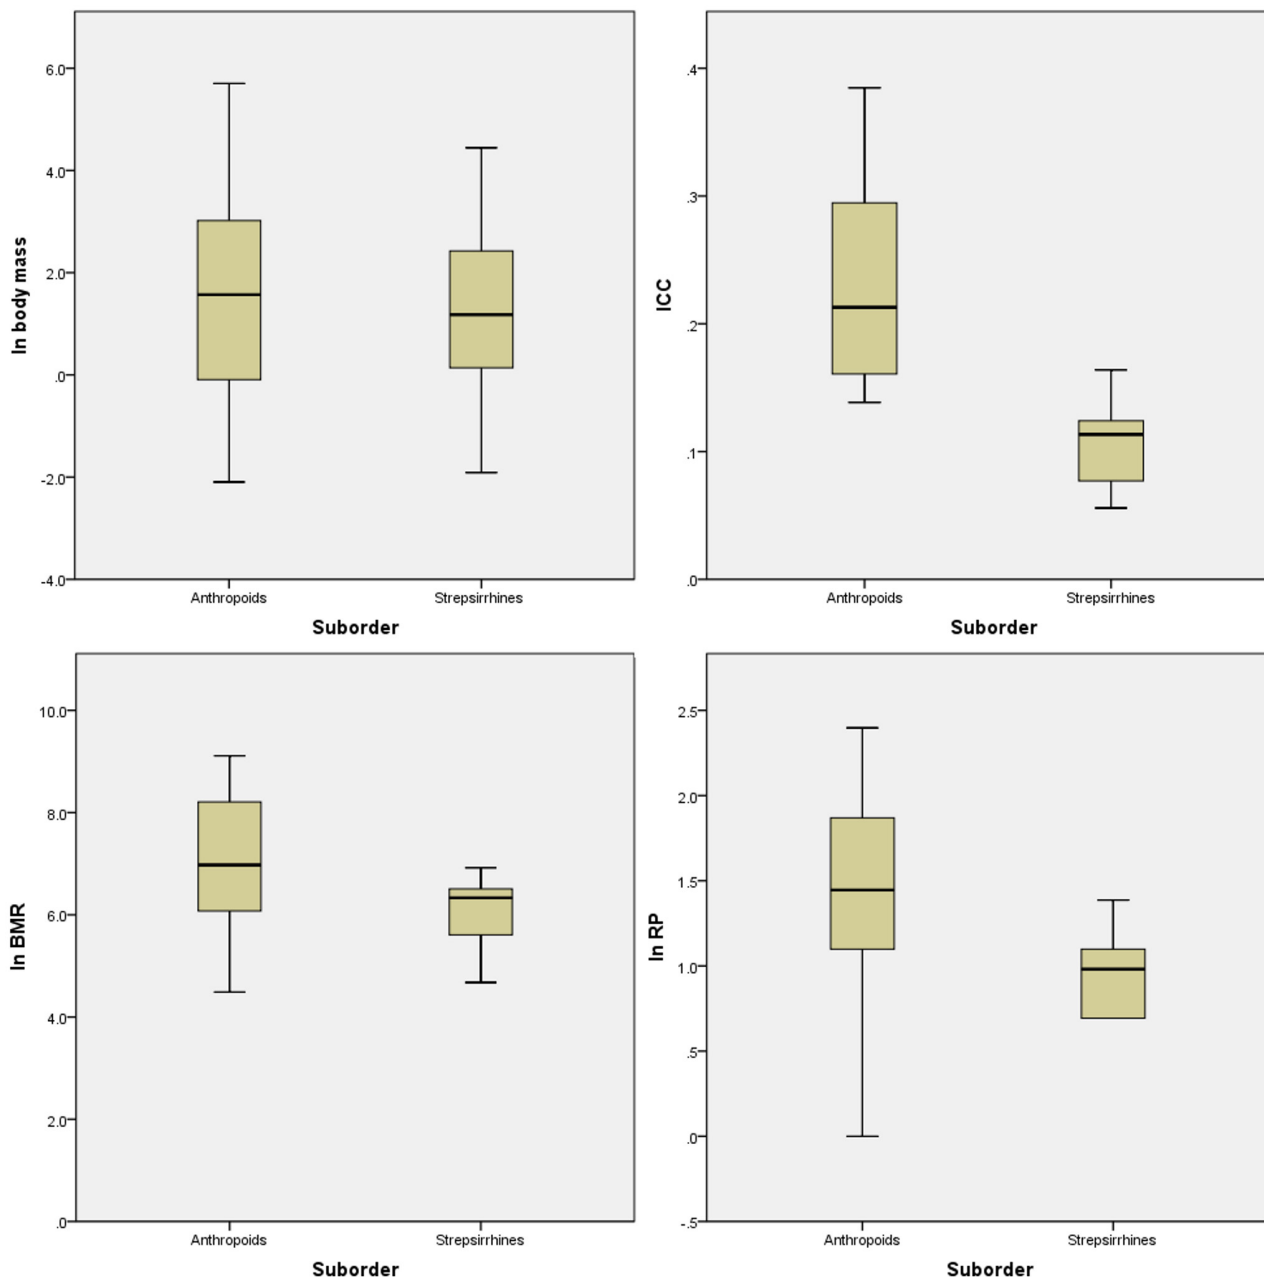 6.0
4.0
2.0
.0
-2.0
-4.0
ln body mass
Anthropoids
Strepsirrhines
Suborder
.4
.3
.2
.1
.0
ICC
Anthropoids
Strepsirrhines
Suborder
10.0
8.0
6.0
4.0
2.0
.0
ln BMR
Anthropoids
Strepsirrhines
Suborder
2.5
2.0
1.5
1.0
.5
.0
-.5
ln RP
Anthropoids
Strepsirrhines
Suborder